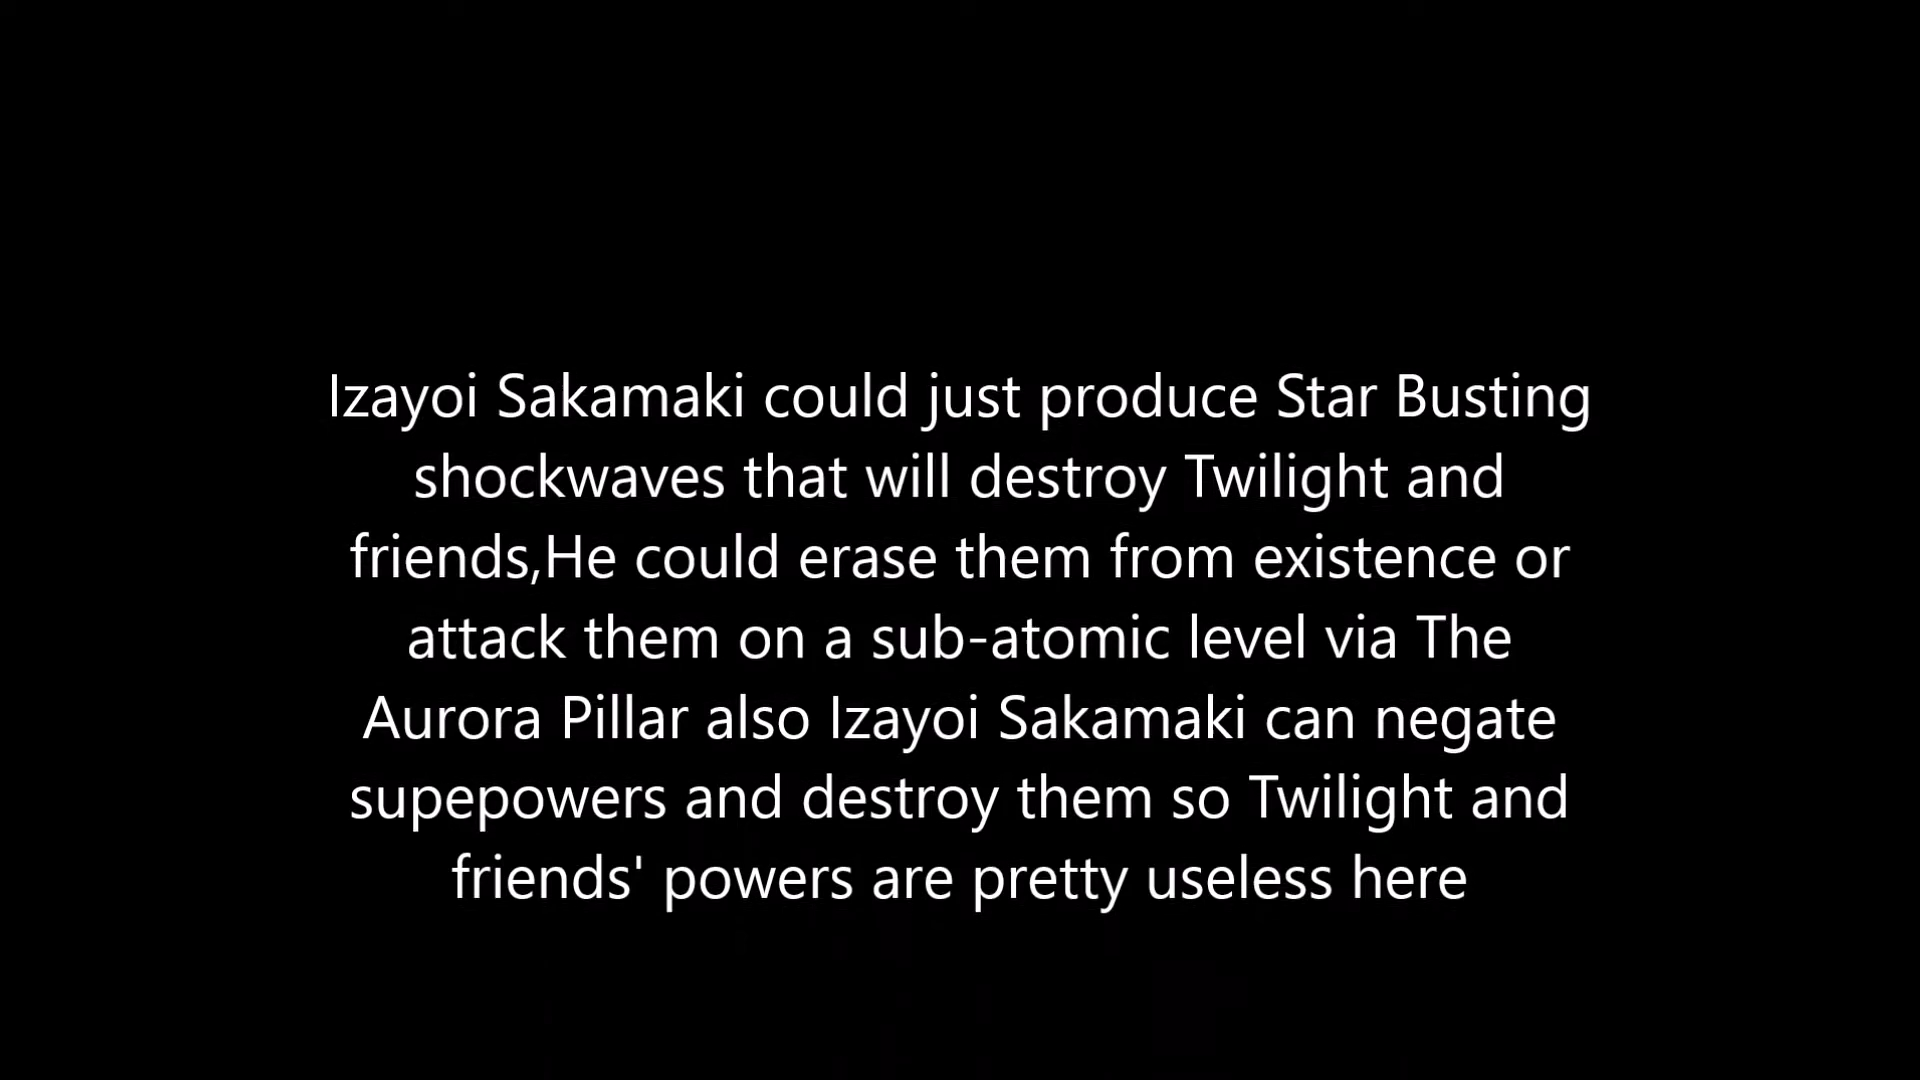 Izayoi Sakamaki could just produce Star Busting
shockwaves that will destroy Twilight and
friends,He could erase them from existence or
attack them on a sub-atomic level via The
Aurora Pillar also Izayoi Sakamaki can negate
supepowers and destroy them so Twilight and
friends' powers are pretty useless here